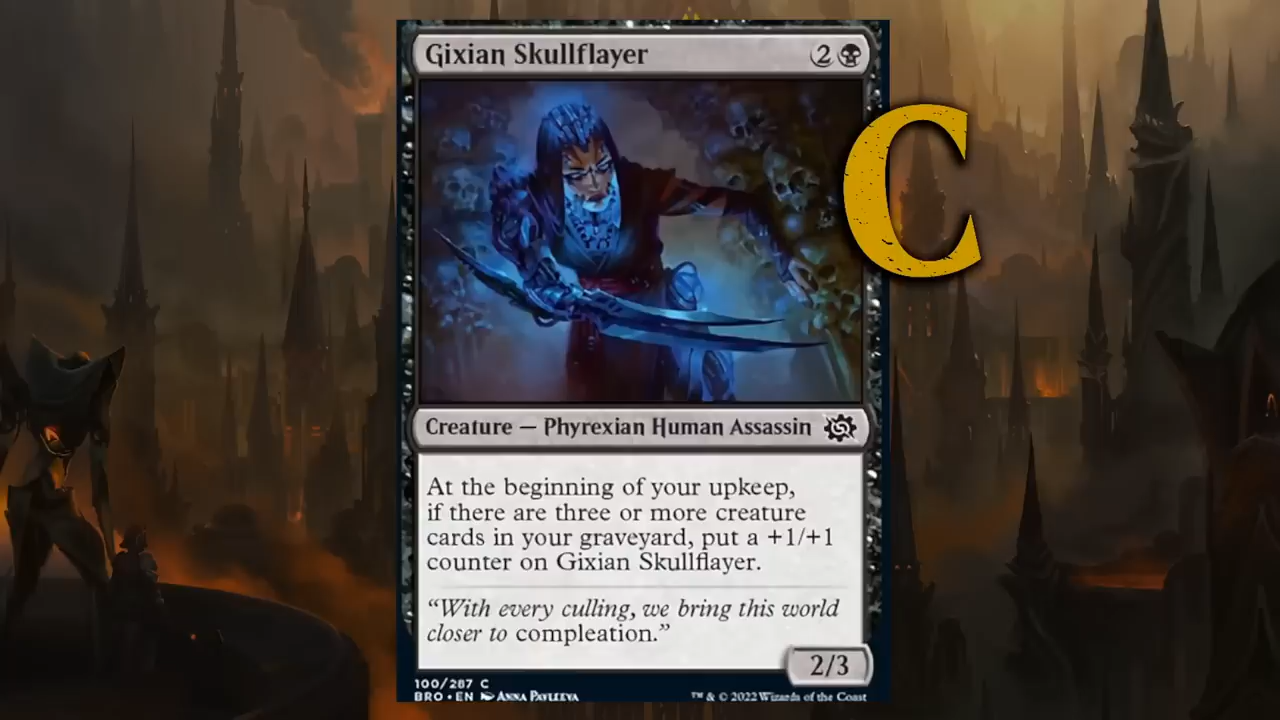 Gixian Skullflayer 2
C
Creature — Phyrexian Human Assassin
At the beginning of your upkeep,
if there are three or more creature
cards in your graveyard, put a +1/+1
counter on Gixian Skullflayer.
“With every culling, we bring this world
closer to compleation.”
2/3
100/287 C
BRO • EN ANNA PAVLEEVA
™ & © 2022 Wizards of the Coast